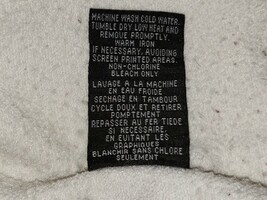 MACHINE WASH COLD WATER.
TUMBLE DRY LOW HEAT AND
REMOVE PROMPTLY.
WARM IRON
IF NECESSARY. AVOIDING
SCREEN PRINTED AREAS.
NON-CHLORINE
BLEACH ONLY
LAVAGE A LA MACHINE
EN EAU FROIDE
SECHAGE EN TAMBOUR
CYCLE DOUX ET RETIRER
POMPTEMENT
REPASSER AU FER TIEDE
SI NECESSAIRE.
EN EVITANT LES
GRAPHIQUES
BLANCHIR SANS CHLORE
SEULEMENT